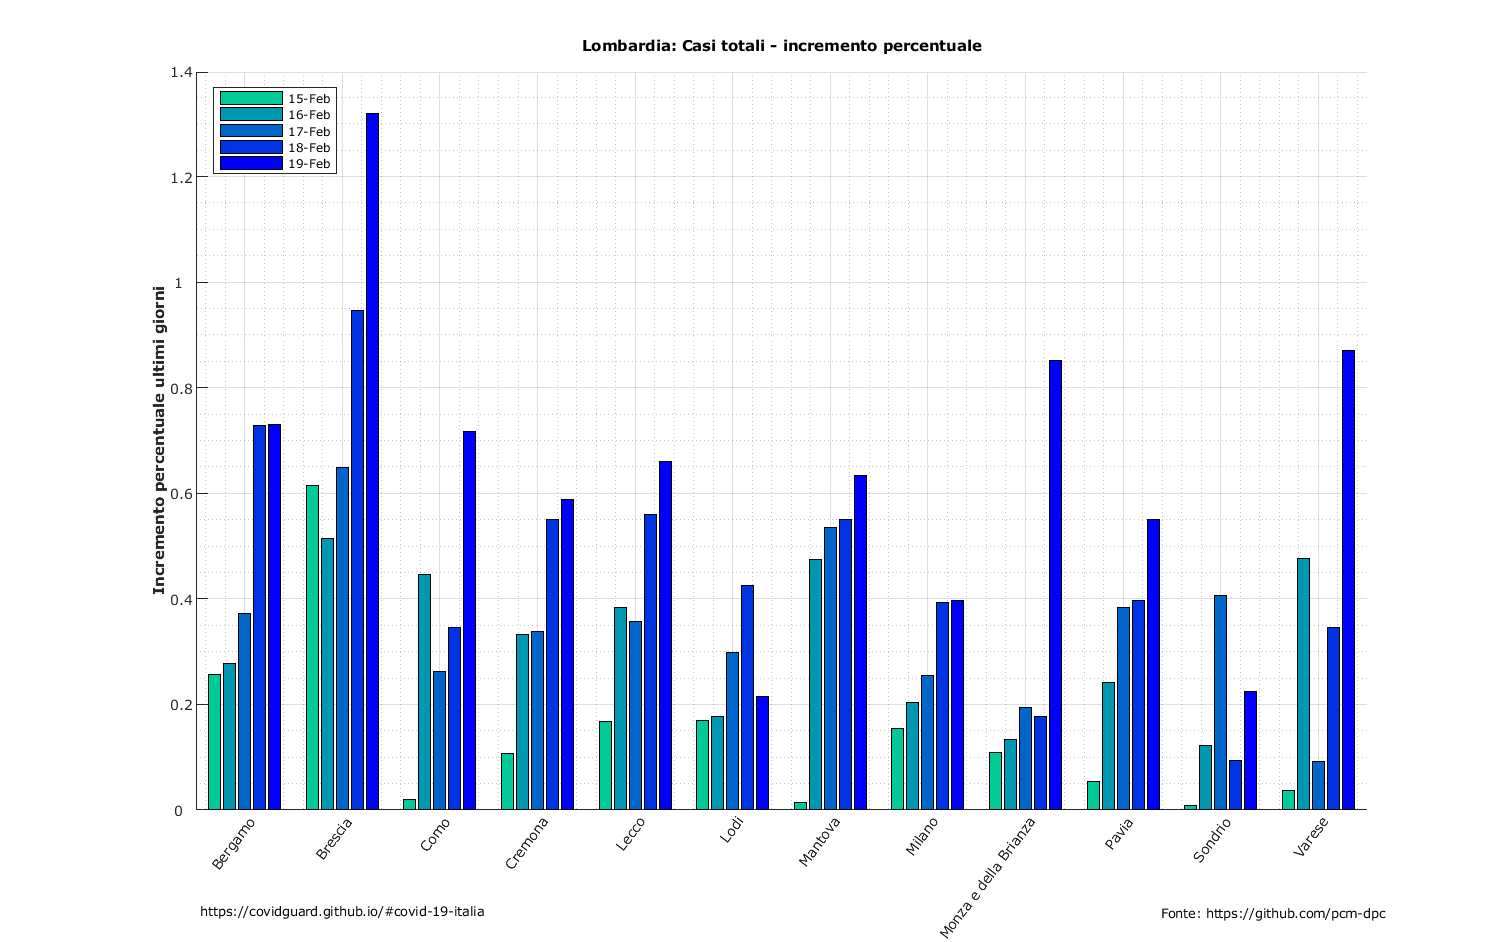 Lombardia: Casi totali - incremento percentuale
1.4
1.2
1
0.8
0.6
0.4
0.2
0
Incremento percentuale ultimi giorni
15-Feb
16-Feb
17-Feb
18-Feb
19-Feb
Bergamo
Brescia
Como
Cremona
Lecco
Lodi
Mantova
Milano
Monza e della Brianza
Pavia
Sondrio
Varese
https://covidguard.github.io/#covid-19-italia
Fonte: https://github.com/pcm-dpc